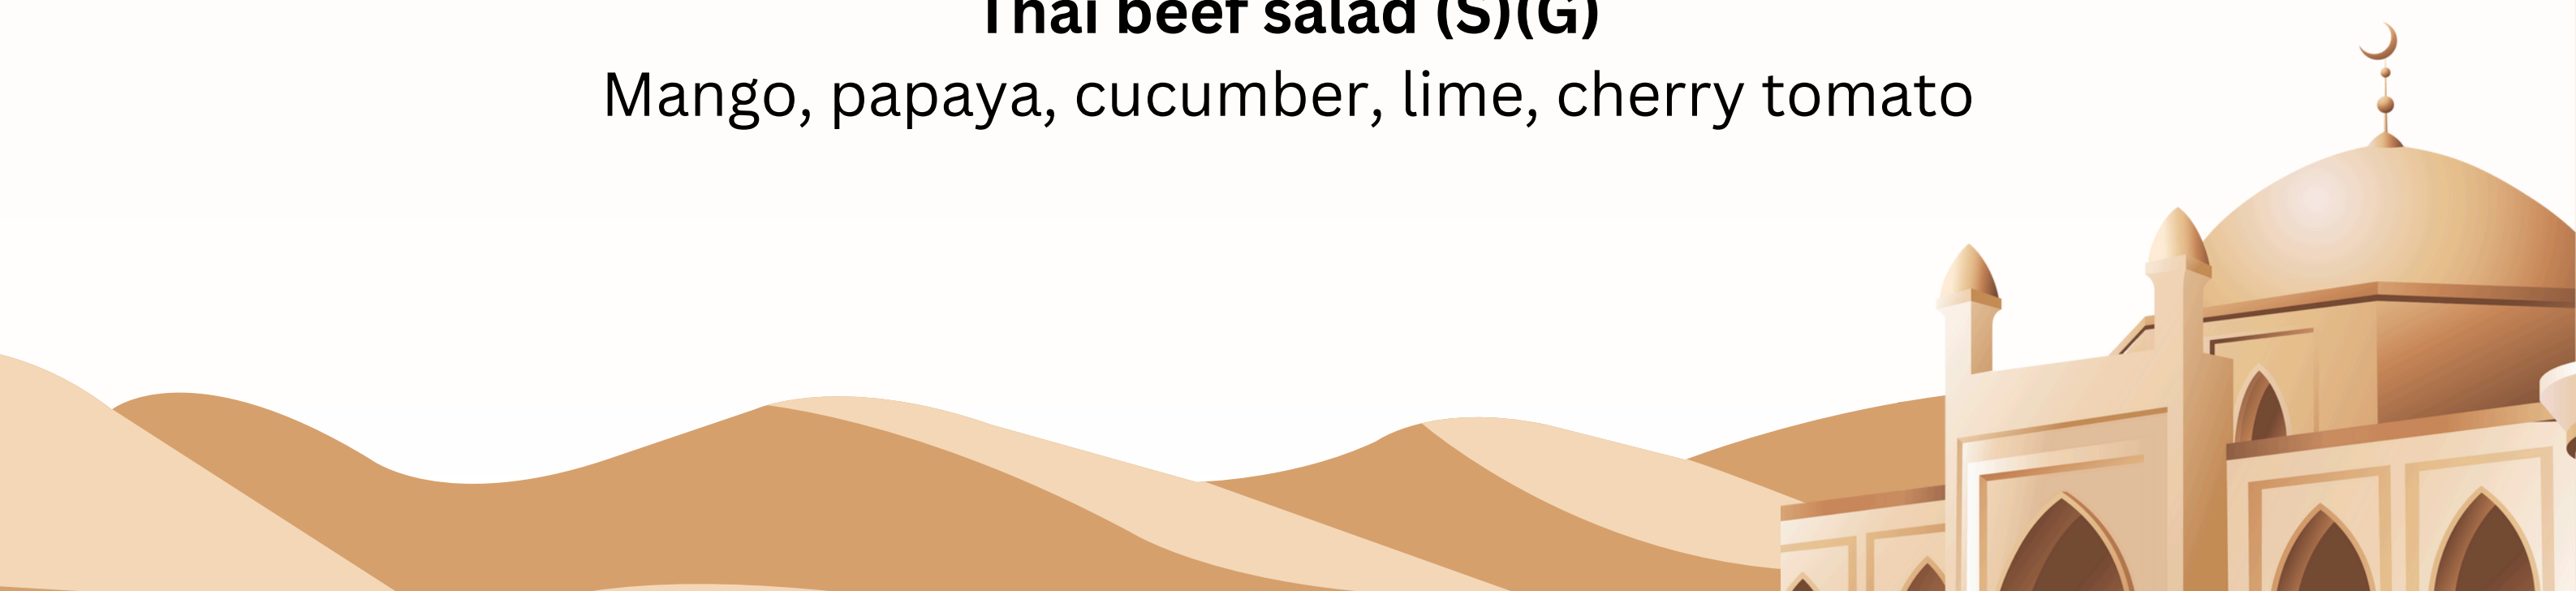 Thai beef salad (S)(G)
Mango, papaya, cucumber, lime, cherry tomato